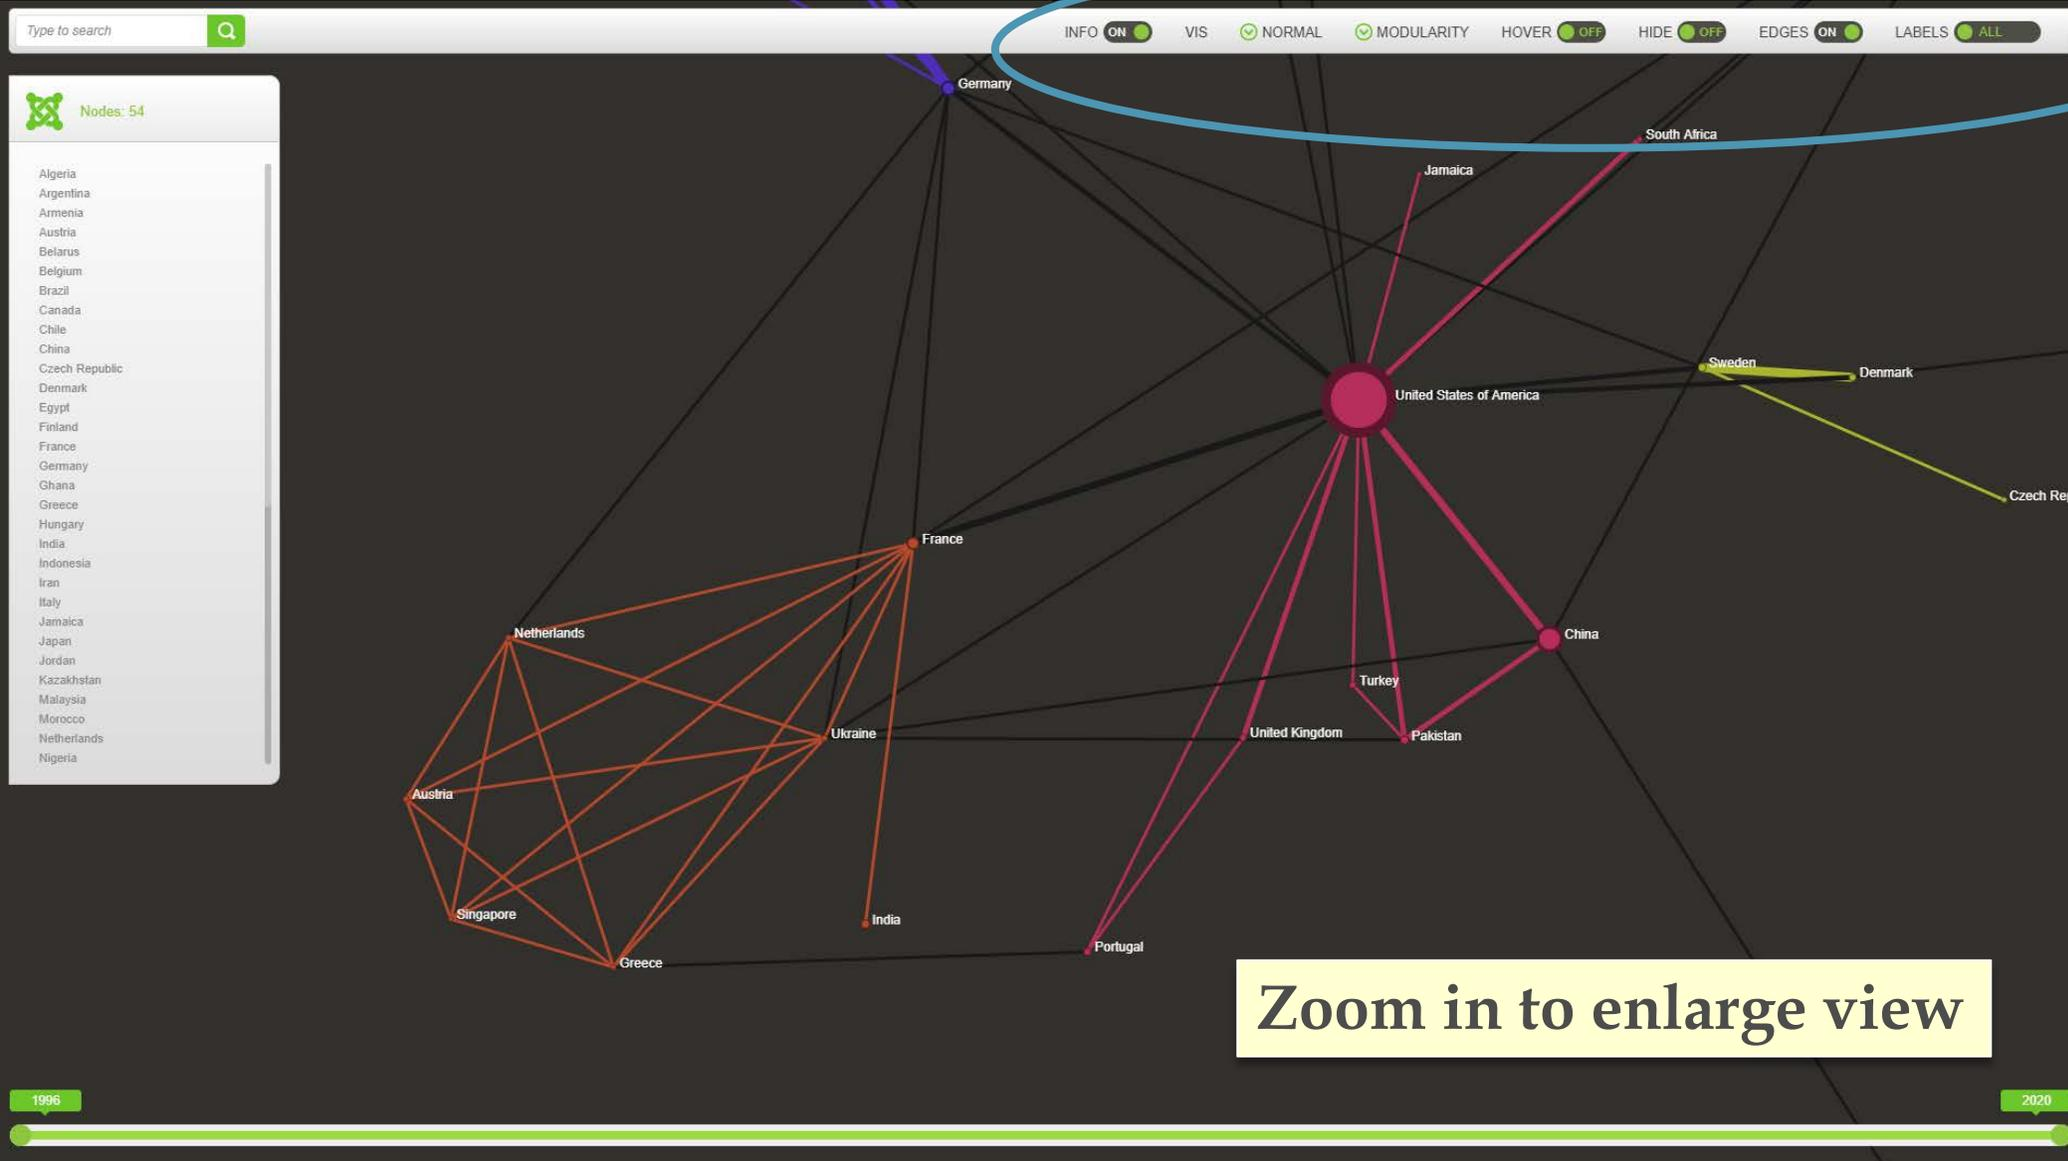 Type to search
INFO ON VIS NORMAL MODULARITY HOVER OFF HIDE OFF EDGES ON LABELS ALL
Nodes: 54
Algeria
Argentina
Armenia
Austria
Belarus
Belgium
Brazil
Canada
Chile
China
Czech Republic
Denmark
Egypt
Finland
France
Germany
Ghana
Greece
Hungary
India
Indonesia
Iran
Italy
Jamaica
Japan
Jordan
Kazakhstan
Malaysia
Morocco
Netherlands
Nigeria
Germany
South Africa
Jamaica
Sweden
Denmark
United States of America
Czech Re
France
Netherlands
China
Turkey
Ukraine
United Kingdom
Pakistan
Austria
Singapore
India
Portugal
Greece
Zoom in to enlarge view
1996
2020